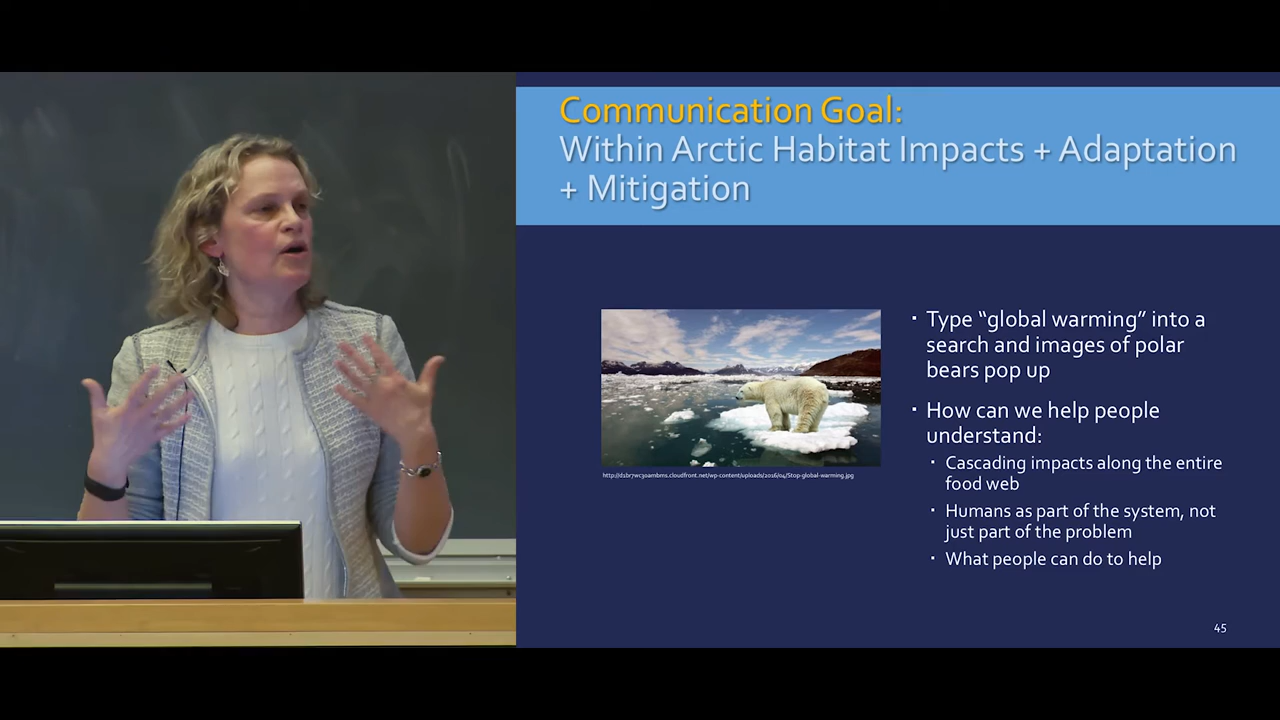 Communication Goal:
Within Arctic Habitat Impacts + Adaptation
+ Mitigation
▪ Type “global warming” into a
search and images of polar
bears pop up
▪ How can we help people
understand:
▪ Cascading impacts along the entire
food web
▪ Humans as part of the system, not
just part of the problem
▪ What people can do to help
45